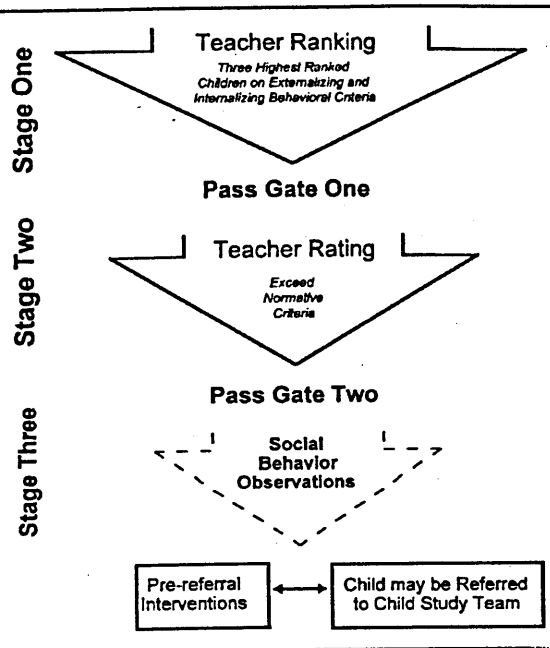 Stage One
Teacher Ranking
Three Highest Ranked
Children on Externalizing and
Internalizing Behavioral Criteria
Pass Gate One
Stage Two
Teacher Rating
Exceed
Normative
Criteria
Pass Gate Two
Stage Three
Social
Behavior
Observations
Pre-referral
Interventions
Child may be Referred
to Child Study Team